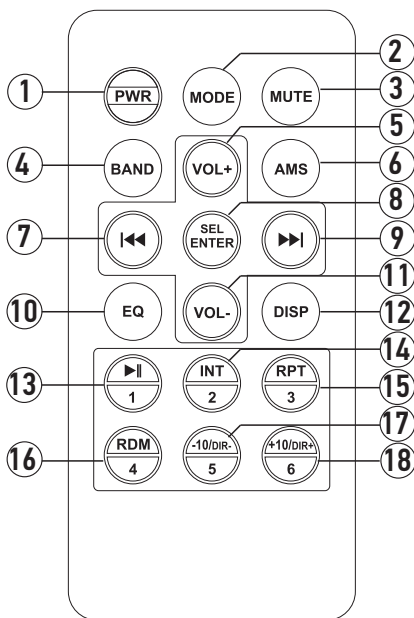 2
1 PWR MODE MUTE 3
5
4 BAND VOL+ AMS 6
8
7 SEL 9
ENTER
11
10 EQ VOL- DISP 12
14
13 INT RPT 15
1 2 3
17
16 RDM -10/DIR- +10/DIR+ 18
4 5 6